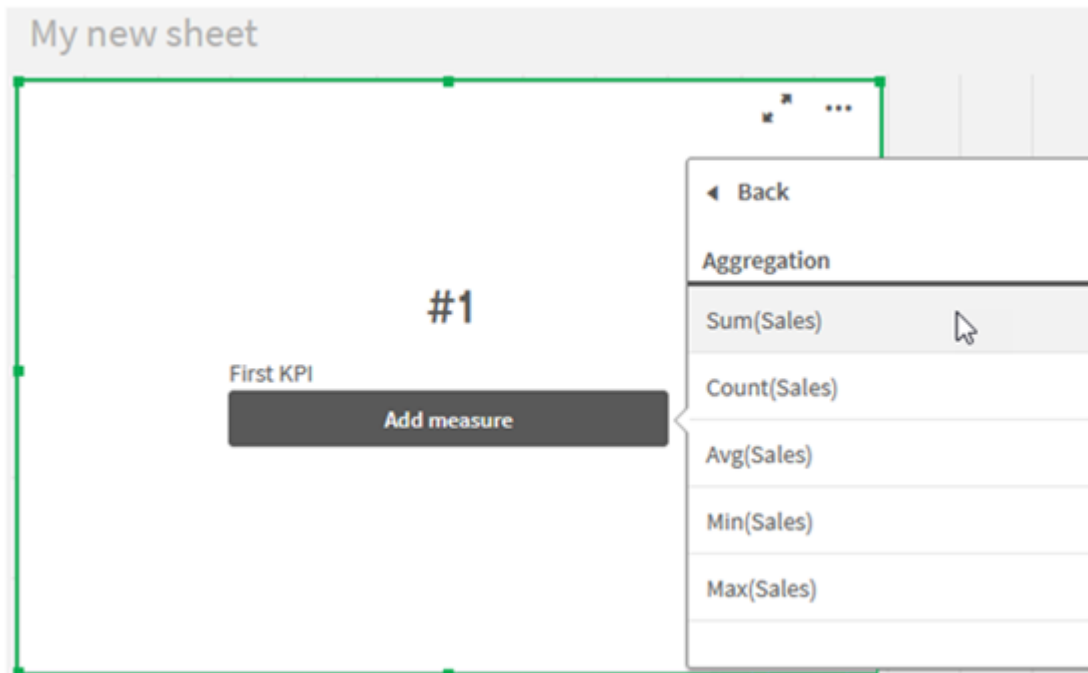 My new sheet
...
◄ Back
Aggregation
#1
Sum(Sales)
First KPI
Count(Sales)
Add measure
Avg(Sales)
Min(Sales)
Max(Sales)